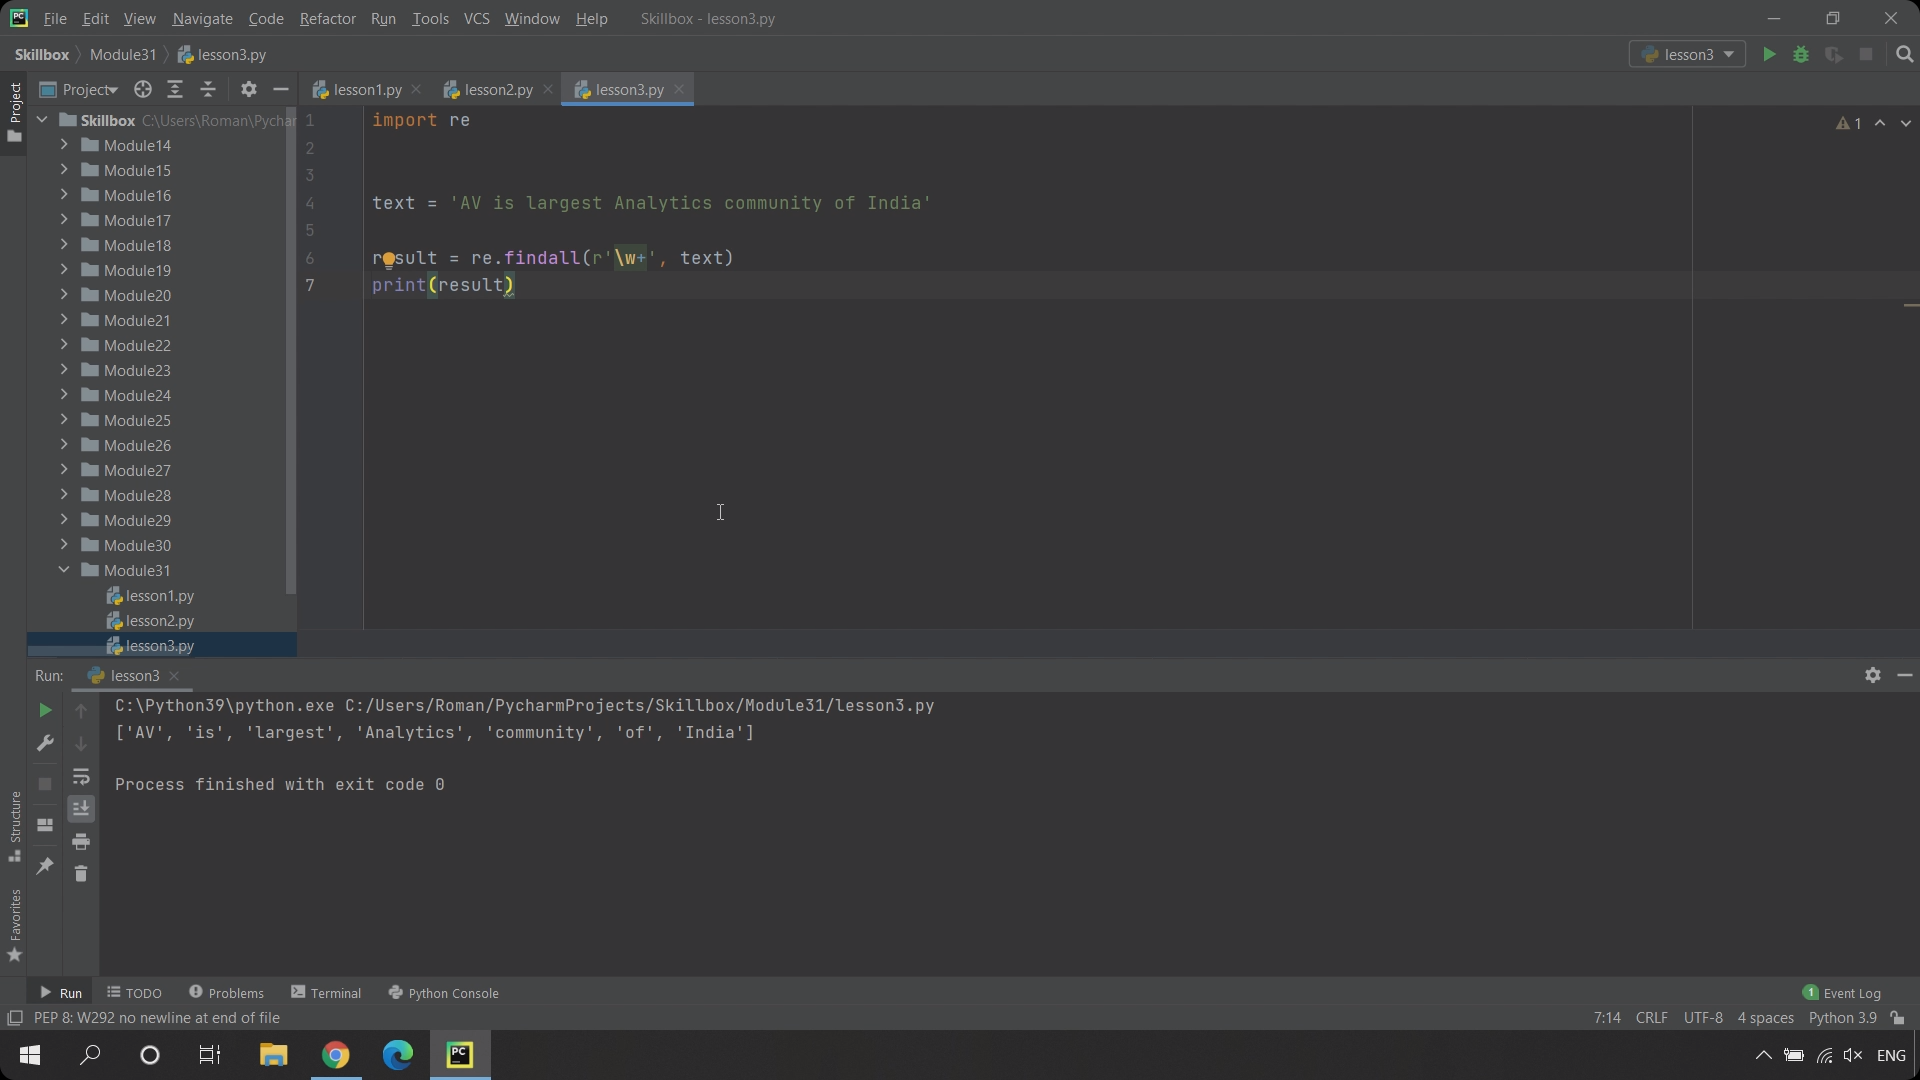 PC File Edit View Navigate Code Refactor Run Tools VCS Window Help Skillbox - lesson3.py
Skillbox Module31 lesson3.py lesson3
Project Project lesson1.py lesson2.py lesson3.py
Skillbox C:\Users\Roman\Pychar
Module14
Module15
Module16
Module17
Module18
Module19
Module20
Module21
Module22
Module23
Module24
Module25
Module26
Module27
Module28
Module29
Module30
Module31
lesson1.py
lesson2.py
lesson3.py
1 import re
2
3
4 text = 'AV is largest Analytics community of India'
5
6 result = re.findall(r'\w+', text)
7 print(result)
1
Run: lesson3
C:\Python39\python.exe C:/Users/Roman/PycharmProjects/Skillbox/Module31/lesson3.py
['AV', 'is', 'largest', 'Analytics', 'community', 'of', 'India']
Process finished with exit code 0
Structure
Favorites
Run TODO Problems Terminal Python Console 1 Event Log
PEP 8: W292 no newline at end of file 7:14 CRLF UTF-8 4 spaces Python 3.9
PC ENG